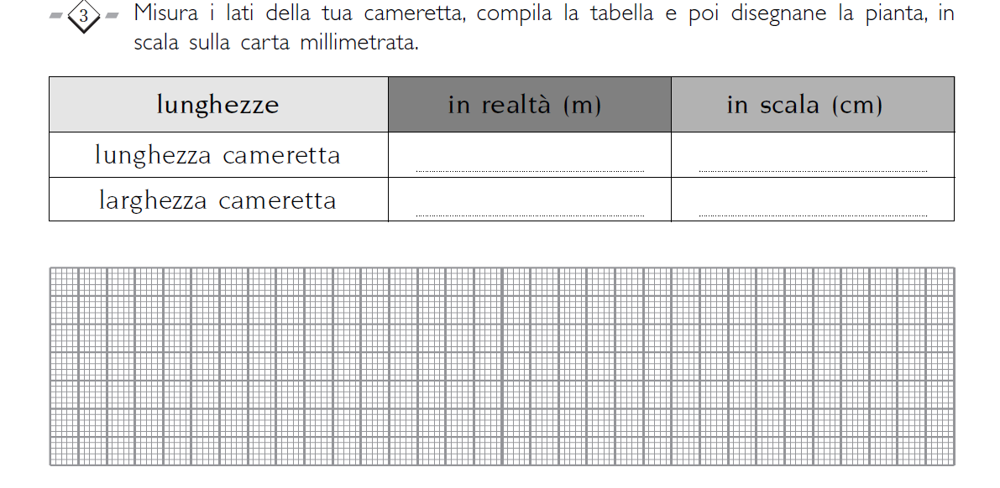 3 Misura i lati della tua cameretta, compila la tabella e poi disegnane la pianta, in
scala sulla carta millimetrata.
lunghezze in realtà (m) in scala (cm)
lunghezza cameretta
larghezza cameretta